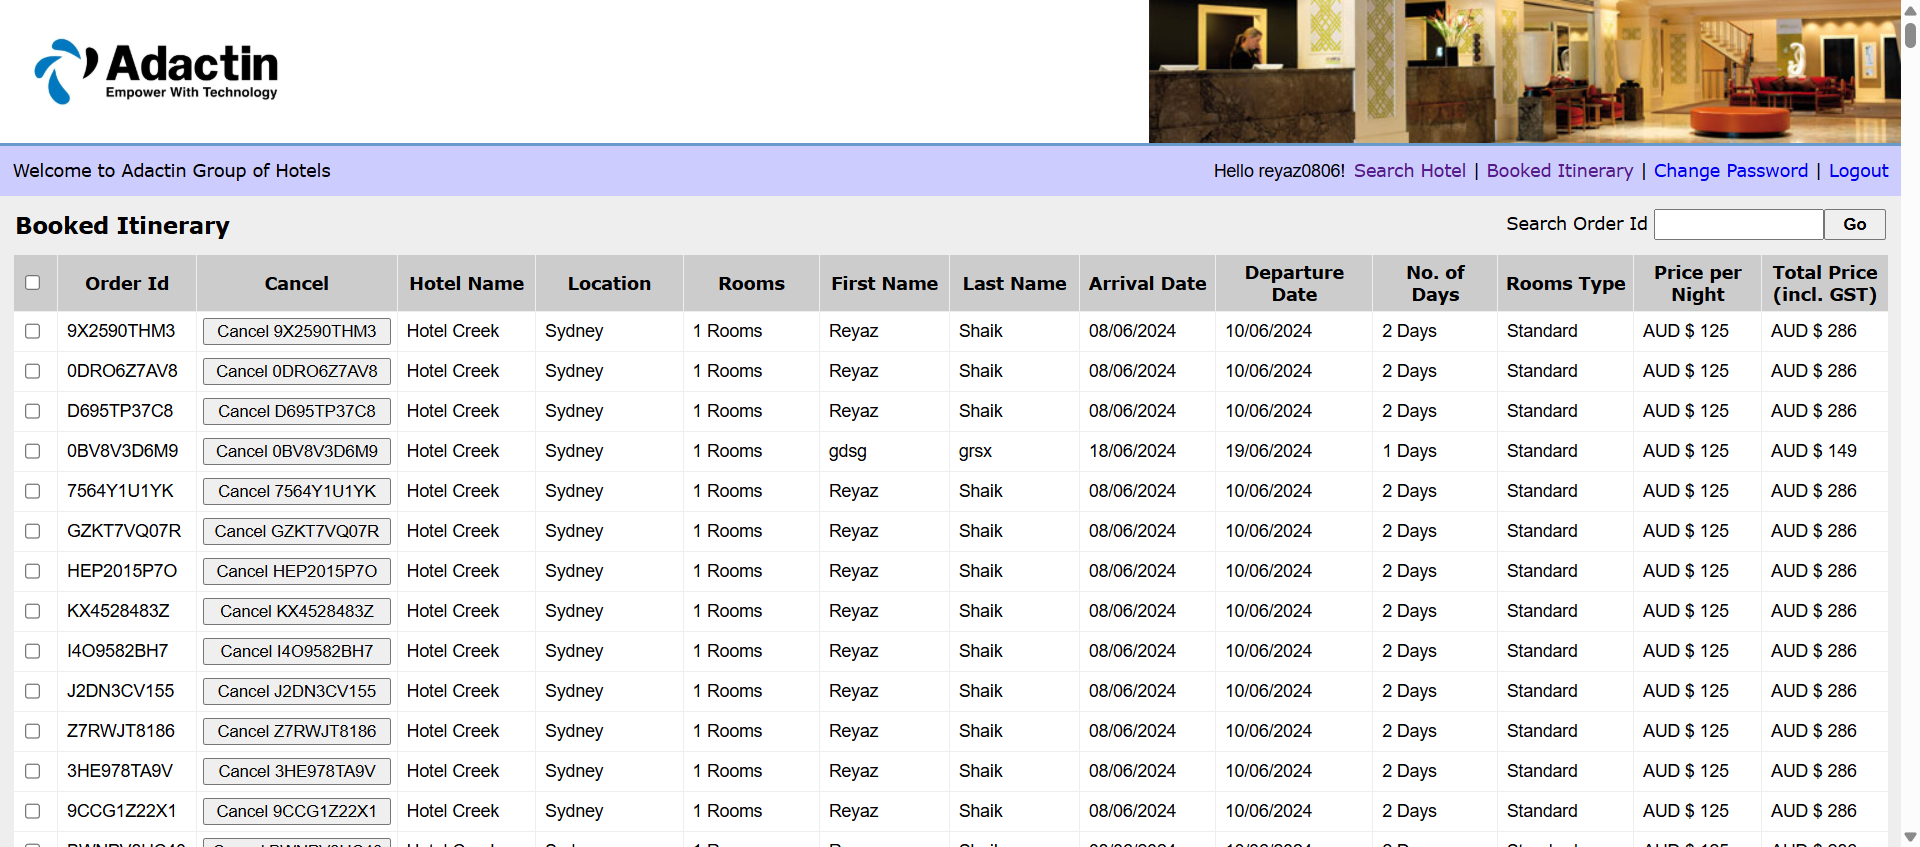 Adactin
Empower With Technology
Welcome to Adactin Group of Hotels
Hello reyaz0806! Search Hotel | Booked Itinerary | Change Password | Logout
Booked Itinerary
Search Order Id Go
Order Id Cancel Hotel Name Location Rooms First Name Last Name Arrival Date Departure Date No. of Days Rooms Type Price per Night Total Price (incl. GST)
9X2590THM3 Cancel 9X2590THM3 Hotel Creek Sydney 1 Rooms Reyaz Shaik 08/06/2024 10/06/2024 2 Days Standard AUD $ 125 AUD $ 286
0DRO6Z7AV8 Cancel 0DRO6Z7AV8 Hotel Creek Sydney 1 Rooms Reyaz Shaik 08/06/2024 10/06/2024 2 Days Standard AUD $ 125 AUD $ 286
D695TP37C8 Cancel D695TP37C8 Hotel Creek Sydney 1 Rooms Reyaz Shaik 08/06/2024 10/06/2024 2 Days Standard AUD $ 125 AUD $ 286
0BV8V3D6M9 Cancel 0BV8V3D6M9 Hotel Creek Sydney 1 Rooms gdsg grsx 18/06/2024 19/06/2024 1 Days Standard AUD $ 125 AUD $ 149
7564Y1U1YK Cancel 7564Y1U1YK Hotel Creek Sydney 1 Rooms Reyaz Shaik 08/06/2024 10/06/2024 2 Days Standard AUD $ 125 AUD $ 286
GZKT7VQ07R Cancel GZKT7VQ07R Hotel Creek Sydney 1 Rooms Reyaz Shaik 08/06/2024 10/06/2024 2 Days Standard AUD $ 125 AUD $ 286
HEP2015P7O Cancel HEP2015P7O Hotel Creek Sydney 1 Rooms Reyaz Shaik 08/06/2024 10/06/2024 2 Days Standard AUD $ 125 AUD $ 286
KX4528483Z Cancel KX4528483Z Hotel Creek Sydney 1 Rooms Reyaz Shaik 08/06/2024 10/06/2024 2 Days Standard AUD $ 125 AUD $ 286
I4O9582BH7 Cancel I4O9582BH7 Hotel Creek Sydney 1 Rooms Reyaz Shaik 08/06/2024 10/06/2024 2 Days Standard AUD $ 125 AUD $ 286
J2DN3CV155 Cancel J2DN3CV155 Hotel Creek Sydney 1 Rooms Reyaz Shaik 08/06/2024 10/06/2024 2 Days Standard AUD $ 125 AUD $ 286
Z7RWJT8186 Cancel Z7RWJT8186 Hotel Creek Sydney 1 Rooms Reyaz Shaik 08/06/2024 10/06/2024 2 Days Standard AUD $ 125 AUD $ 286
3HE978TA9V Cancel 3HE978TA9V Hotel Creek Sydney 1 Rooms Reyaz Shaik 08/06/2024 10/06/2024 2 Days Standard AUD $ 125 AUD $ 286
9CCG1Z22X1 Cancel 9CCG1Z22X1 Hotel Creek Sydney 1 Rooms Reyaz Shaik 08/06/2024 10/06/2024 2 Days Standard AUD $ 125 AUD $ 286